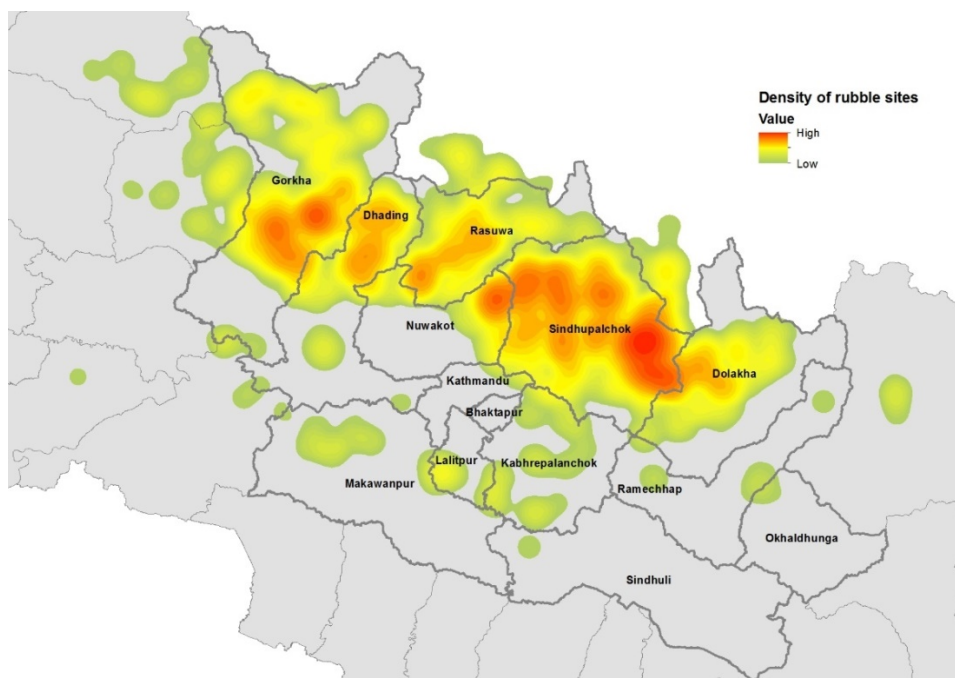 Density of rubble sites
Value
High
Low
Gorkha
Dhading
Rasuwa
Nuwakot
Sindhupalchok
Dolakha
Kathmandu
Bhaktapur
Lalitpur
Kabhrepalanchok
Makawanpur
Ramechhap
Okhaldhunga
Sindhuli